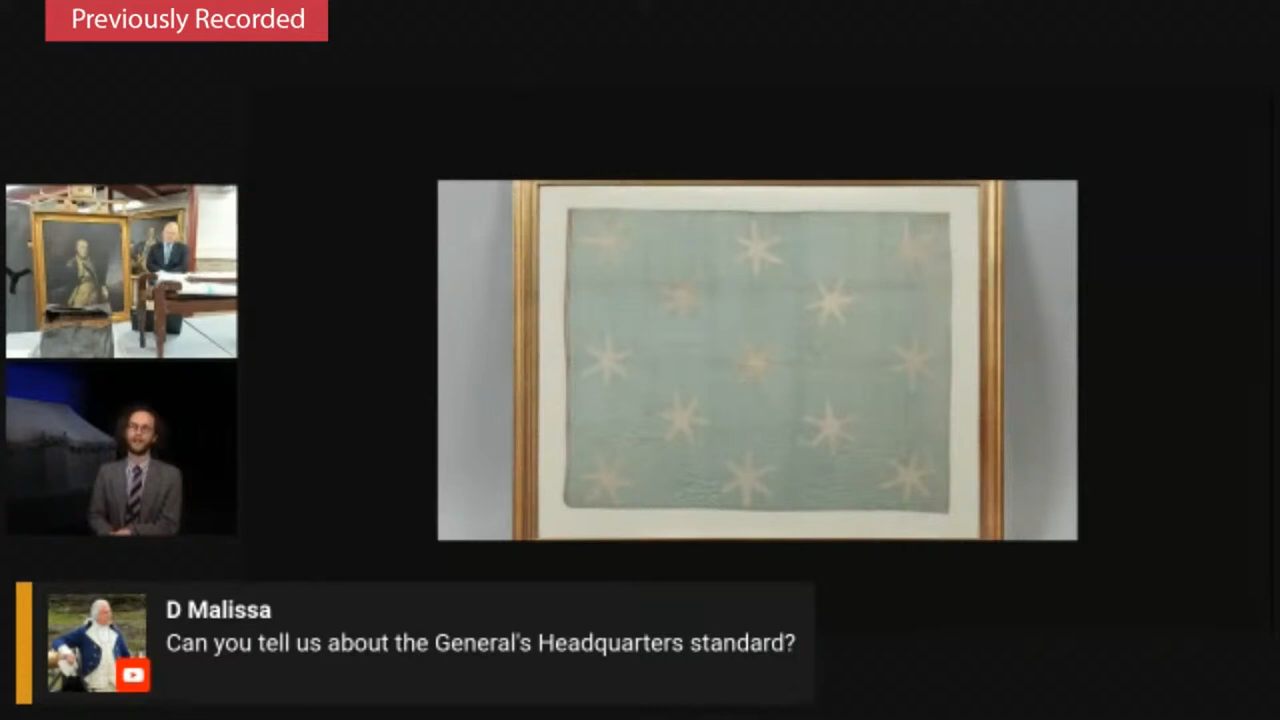 Previously Recorded
D Malissa
Can you tell us about the General's Headquarters standard?